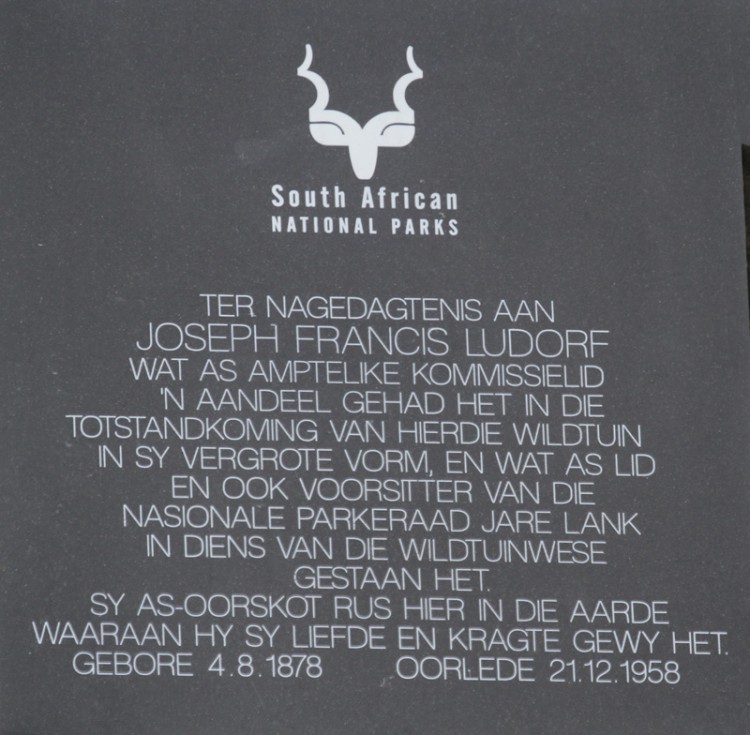 South African
NATIONAL PARKS
TER NAGEDAGTENIS AAN
JOSEPH FRANCIS LUDORF
WAT AS AMPTELIKE KOMMISSIELID
'N AANDEEL GEHAD HET IN DIE
TOTSTANDKOMING VAN HIERDIE WILDTUIN
IN SY VERGROTE VORM, EN WAT AS LID
EN OOK VOORSITTER VAN DIE
NASIONALE PARKERAAD JARE LANK
IN DIENS VAN DIE WILDTUINWESE
GESTAAN HET.
SY AS-OORSKOT RUS HIER IN DIE AARDE
WAARAAN HY SY LIEFDE EN KRAGTE GEWY HET.
GEBORE 4.8.1878 OORLEDE 21.12.1958